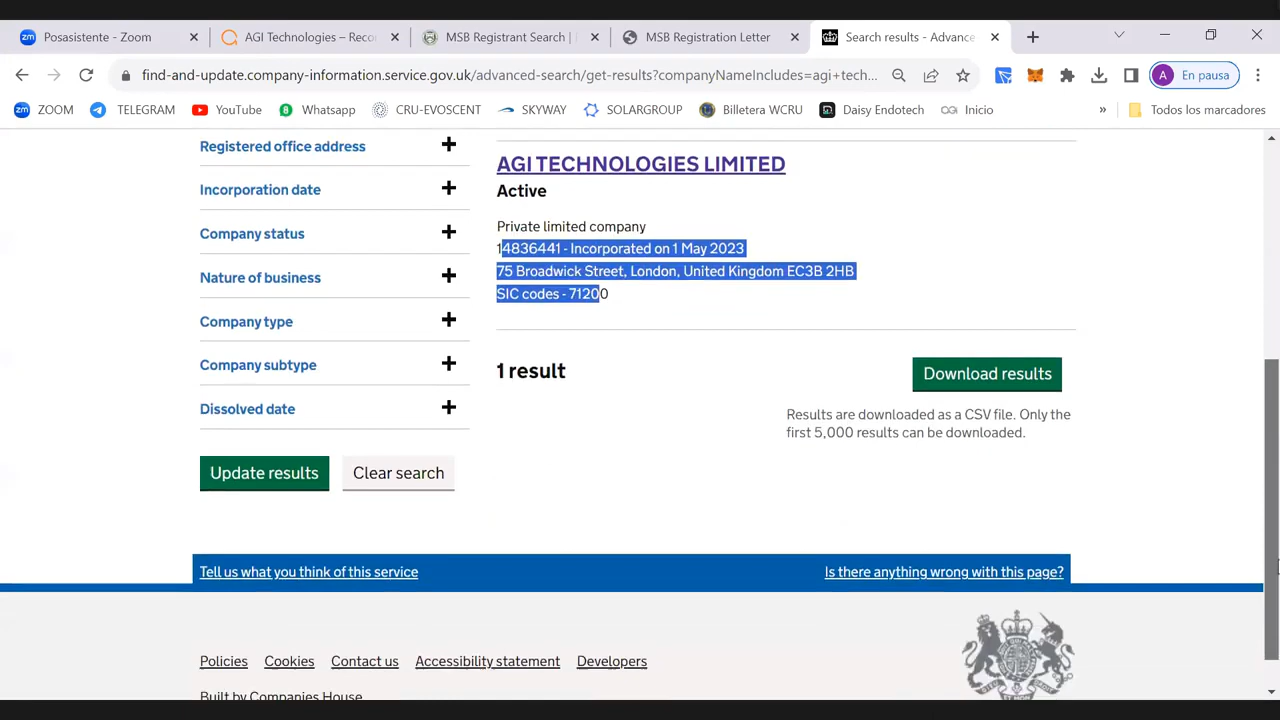 Posasistente - Zoom
AGI Technologies – Reco
MSB Registrant Search |
MSB Registration Letter
Search results - Advance
find-and-update.company-information.service.gov.uk/advanced-search/get-results?companyNameIncludes=agi+tech...
A En pausa
ZOOM
TELEGRAM
YouTube
Whatsapp
CRU-EVOSCENT
SKYWAY
SOLARGROUP
Billetera WCRU
Daisy Endotech
Inicio
»
Todos los marcadores
Registered office address
Incorporation date
Company status
Nature of business
Company type
Company subtype
Dissolved date
Update results
Clear search
AGI TECHNOLOGIES LIMITED
Active
Private limited company
14836441 - Incorporated on 1 May 2023
75 Broadwick Street, London, United Kingdom EC3B 2HB
SIC codes - 71200
1 result
Download results
Results are downloaded as a CSV file. Only the
first 5,000 results can be downloaded.
Tell us what you think of this service
Is there anything wrong with this page?
Policies
Cookies
Contact us
Accessibility statement
Developers
Built by Companies House